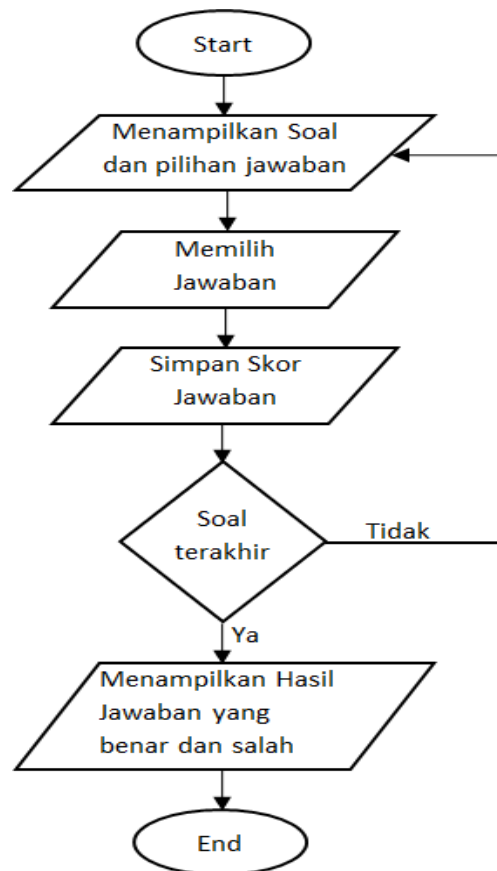 Start
Menampilkan Soal
dan pilihan jawaban
Memilih
Jawaban
Simpan Skor
Jawaban
Soal
terakhir
Tidak
Ya
Menampilkan Hasil
Jawaban yang
benar dan salah
End